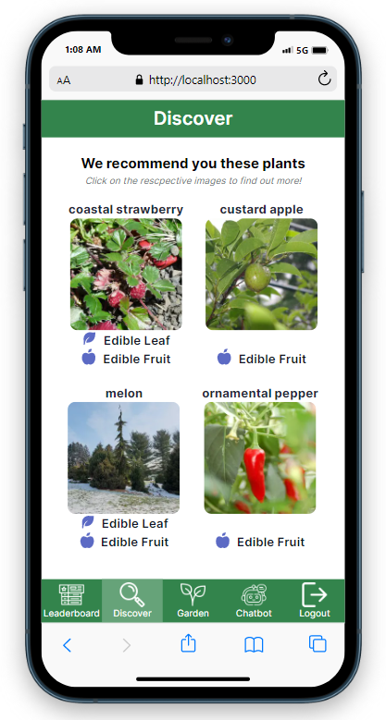 1:08 AM 5G
AA http://localhost:3000
Discover
We recommend you these plants
Click on the rescpective images to find out more!
coastal strawberry custard apple
Edible Leaf
Edible Fruit Edible Fruit
melon ornamental pepper
Edible Leaf
Edible Fruit Edible Fruit
Leaderboard Discover Garden Chatbot Logout